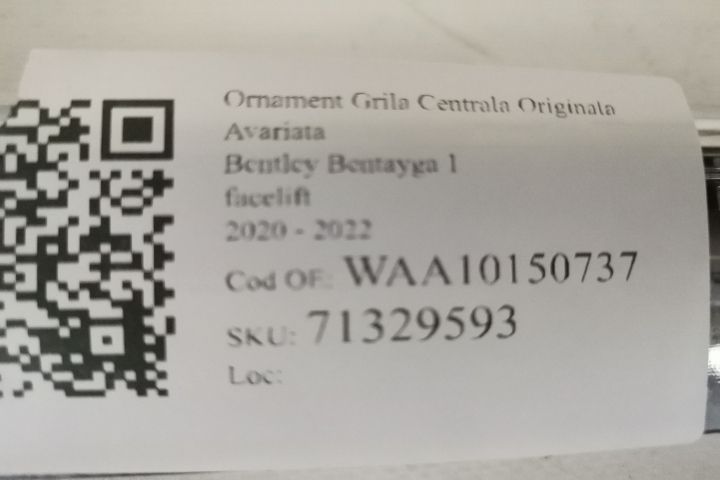 Ornament Grila Centrala Originala
Avariata
Bentley Bentayga 1
facelift
2020 - 2022
Cod OE: WAA10150737
SKU: 71329593
Loc: